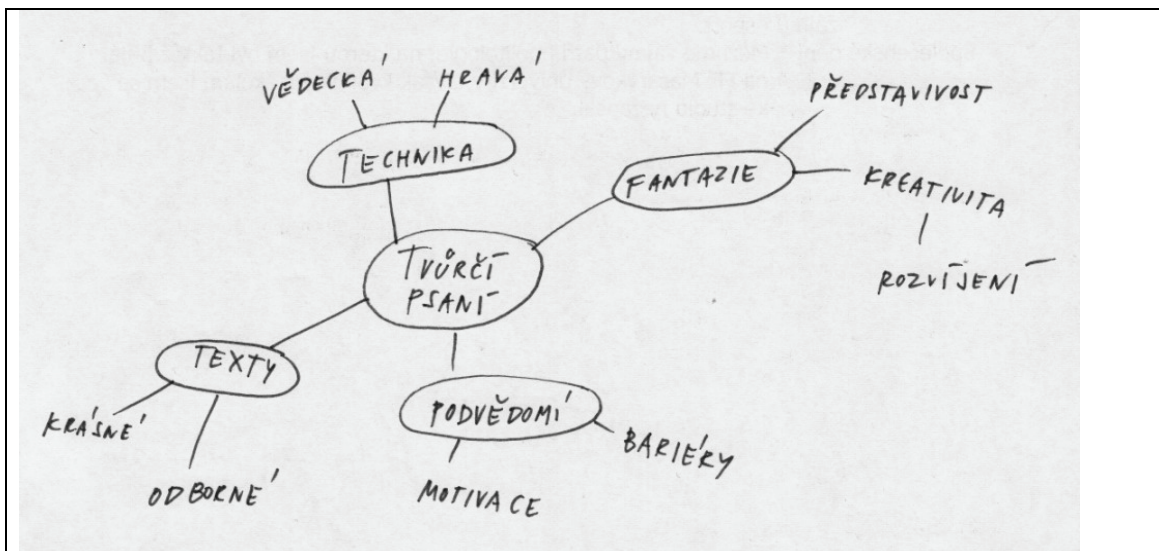 VĚDECKÁ HRAVÁ
TECHNIKA
PŘEDSTAVIVOST
FANTAZIE
KREATIVITA
ROZVÍJENÍ
TVŮRČÍ
PSANÍ
TEXTY
KRÁSNÉ
ODBORNÉ
PODVĚDOMÍ
BARIÉRY
MOTIVACE